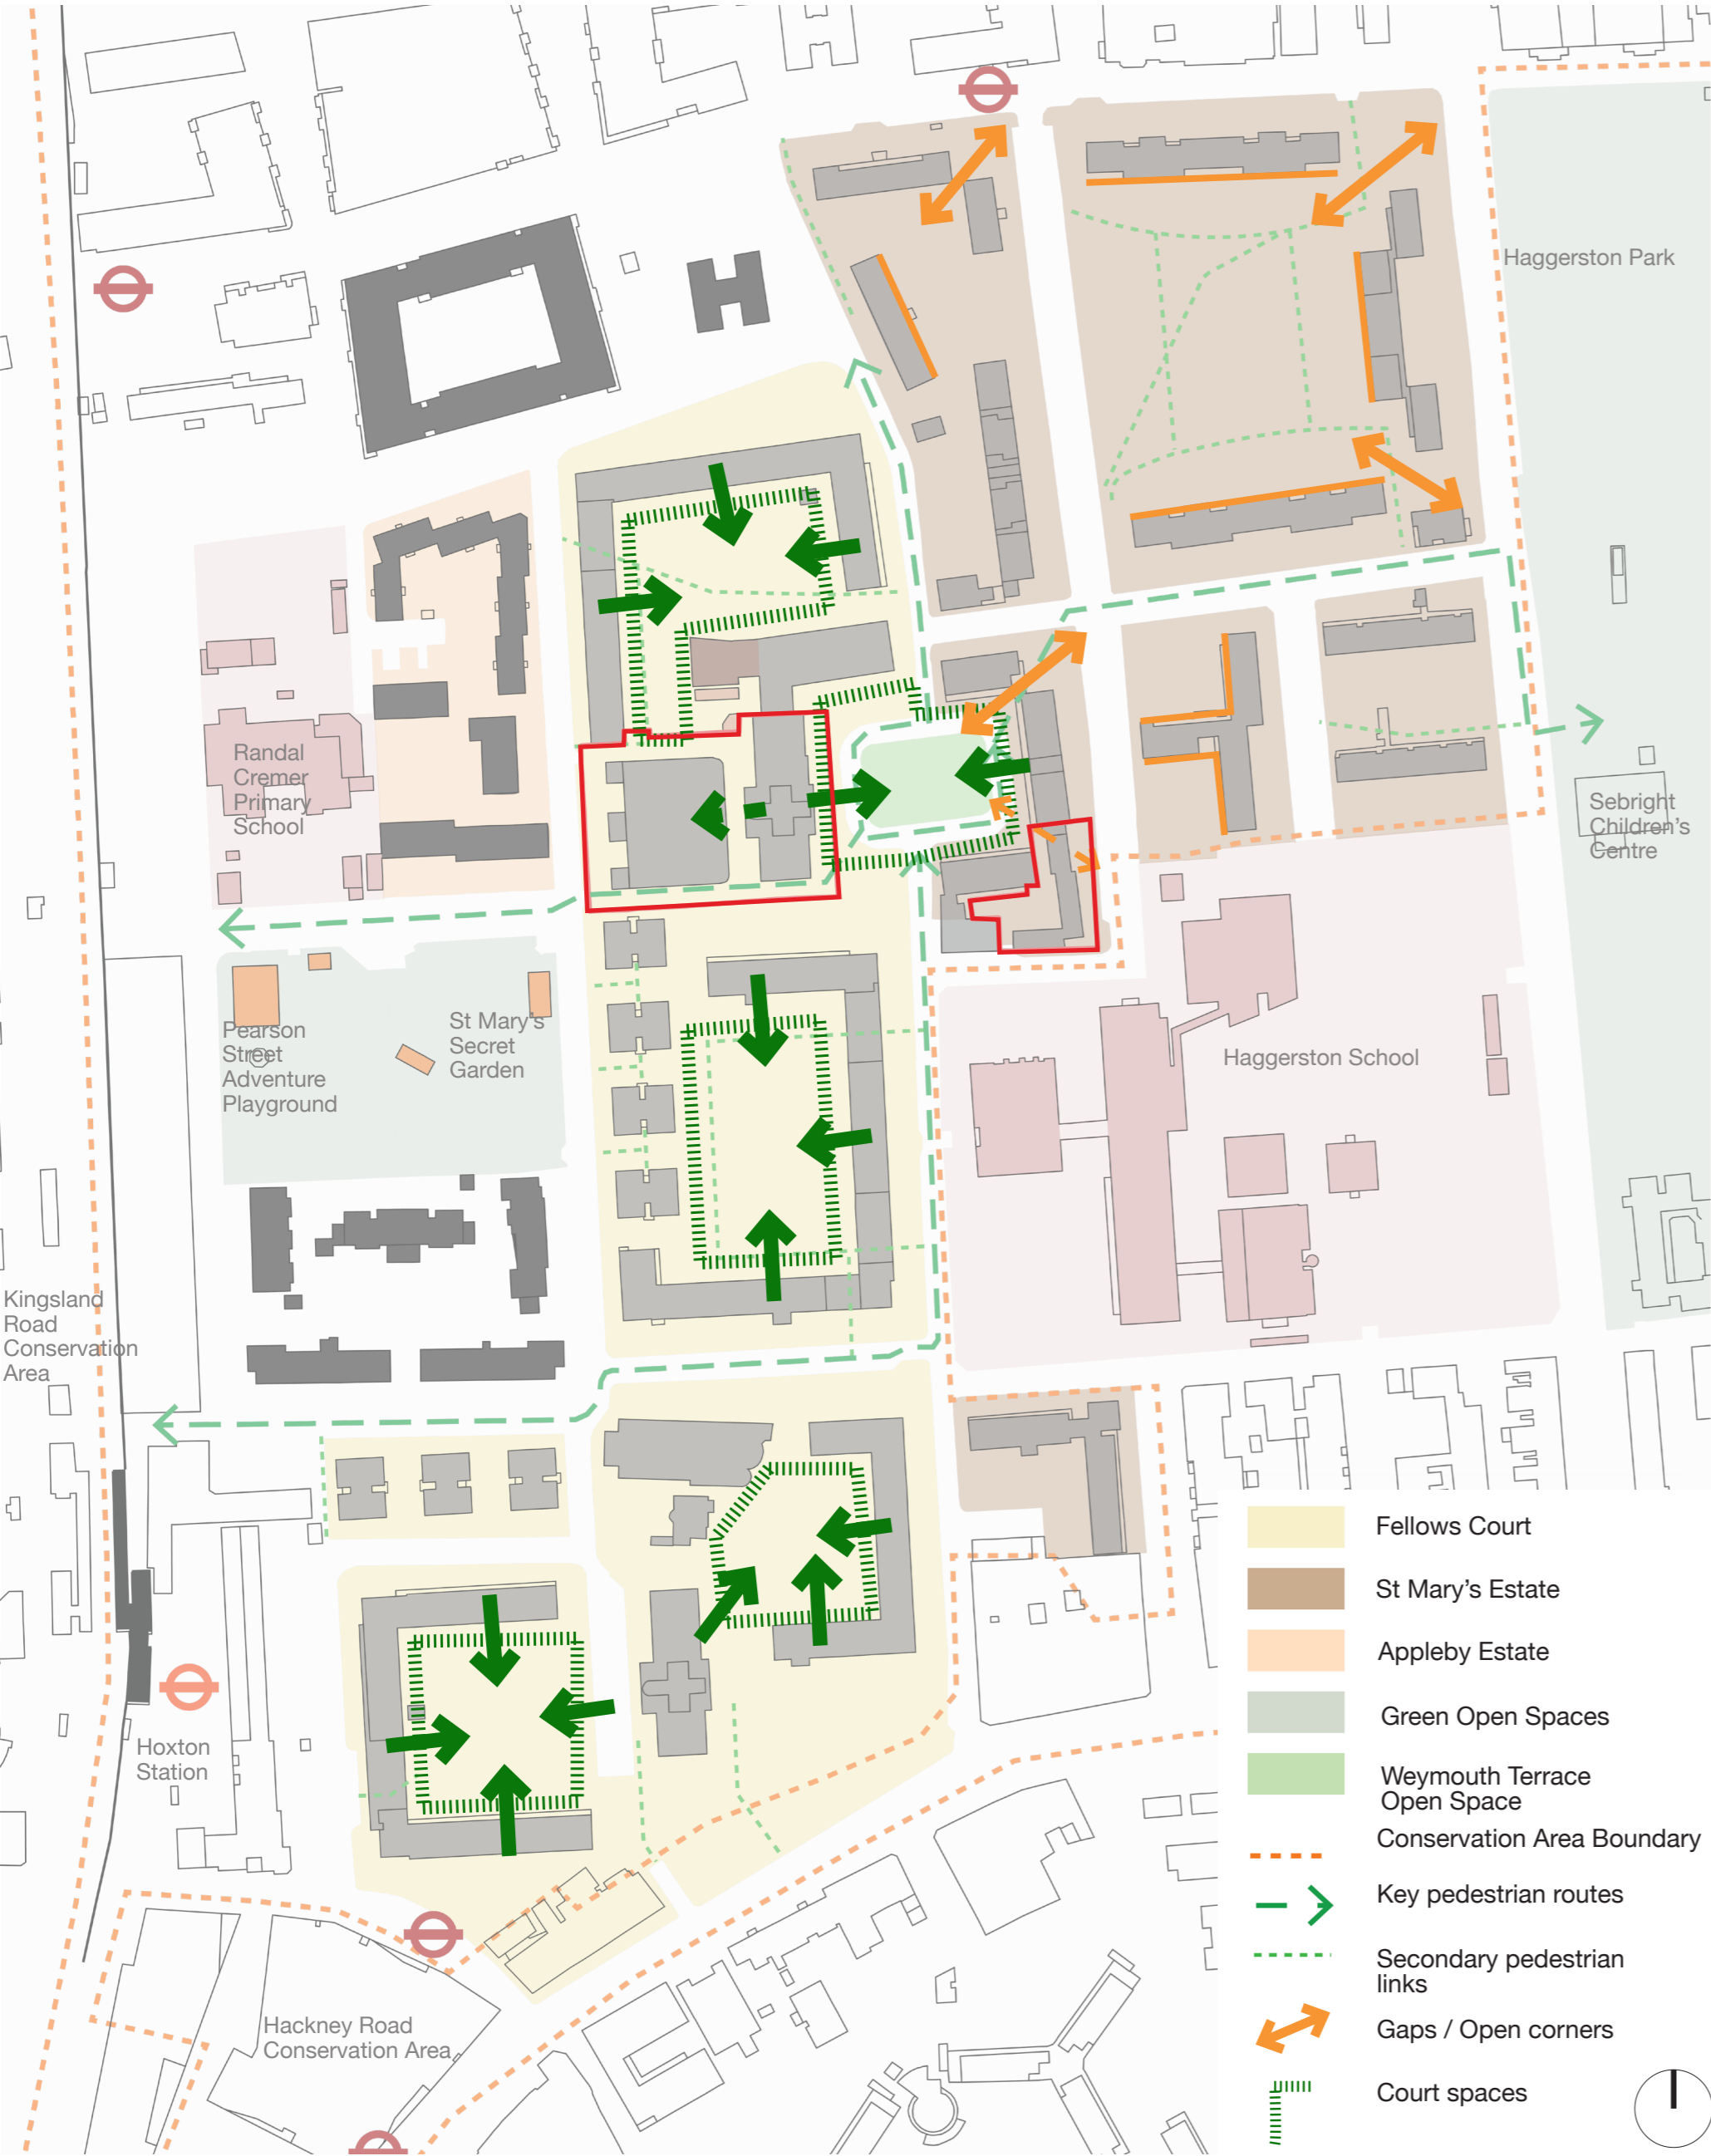 Haggerston Park
Randal
Cremer
Primary
School
Sebright
Children's
Centre
Pearson
Street
Adventure
Playground
St Mary's
Secret
Garden
Haggerston School
Kingsland
Road
Conservation
Area
Hoxton
Station
Hackney Road
Conservation Area
Fellows Court
St Mary's Estate
Appleby Estate
Green Open Spaces
Weymouth Terrace
Open Space
Conservation Area Boundary
Key pedestrian routes
Secondary pedestrian
links
Gaps / Open corners
Court spaces